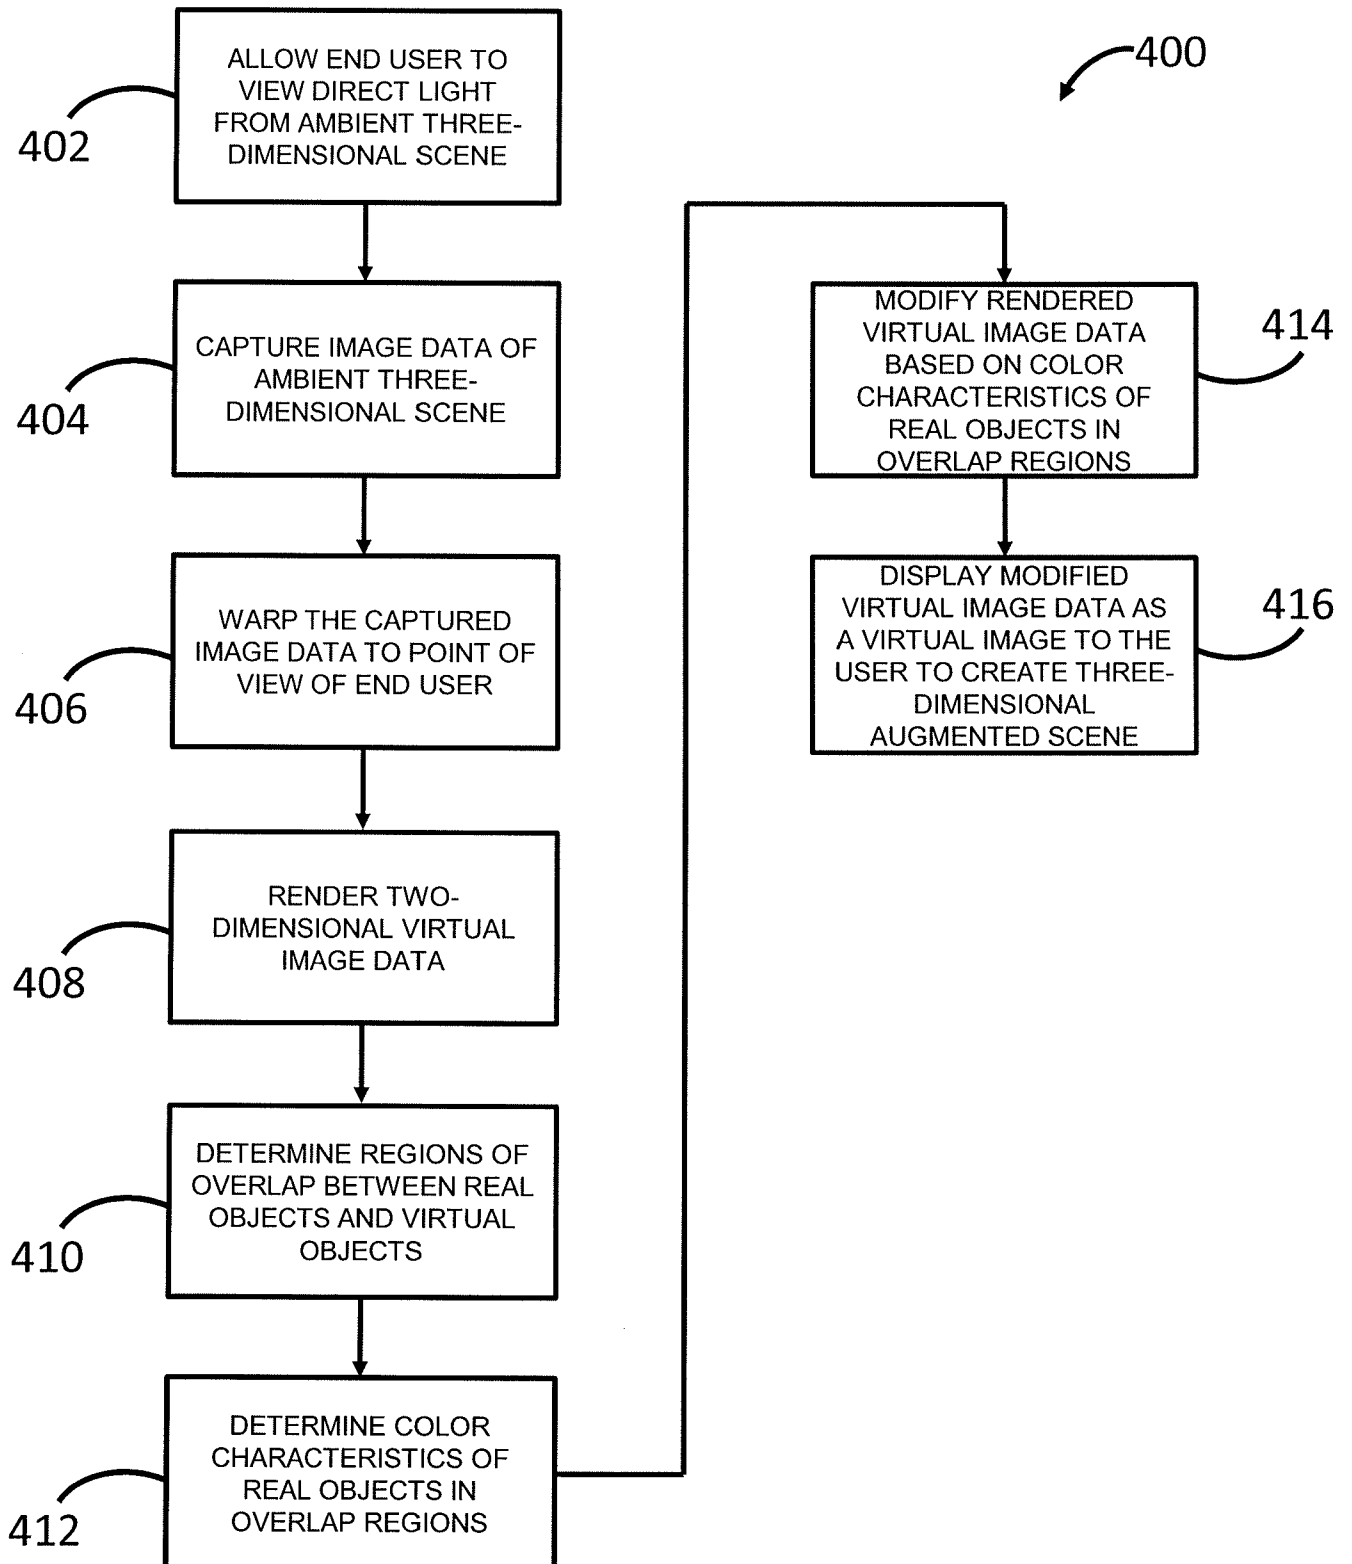 400
402
ALLOW END USER TO
VIEW DIRECT LIGHT
FROM AMBIENT THREE-
DIMENSIONAL SCENE
404
CAPTURE IMAGE DATA OF
AMBIENT THREE-
DIMENSIONAL SCENE
406
WARP THE CAPTURED
IMAGE DATA TO POINT OF
VIEW OF END USER
408
RENDER TWO-
DIMENSIONAL VIRTUAL
IMAGE DATA
410
DETERMINE REGIONS OF
OVERLAP BETWEEN REAL
OBJECTS AND VIRTUAL
OBJECTS
412
DETERMINE COLOR
CHARACTERISTICS OF
REAL OBJECTS IN
OVERLAP REGIONS
414
MODIFY RENDERED
VIRTUAL IMAGE DATA
BASED ON COLOR
CHARACTERISTICS OF
REAL OBJECTS IN
OVERLAP REGIONS
416
DISPLAY MODIFIED
VIRTUAL IMAGE DATA AS
A VIRTUAL IMAGE TO THE
USER TO CREATE THREE-
DIMENSIONAL
AUGMENTED SCENE